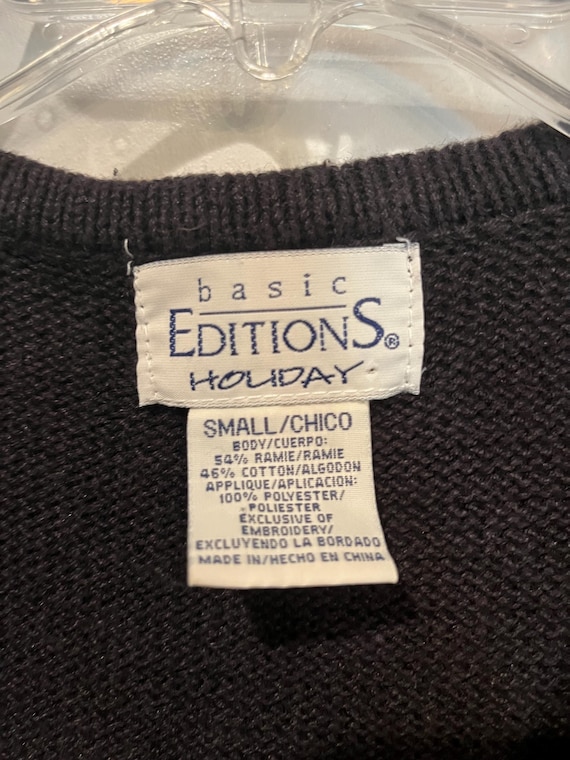 basic
EDITIONS®
HOLIDAY
SMALL/CHICO
BODY/CUERPO:
54% RAMIE/RAMIE
46% COTTON/ALGODON
APPLIQUE/APLICACION:
100% POLYESTER/
POLIESTER
EXCLUSIVE OF
EMBROIDERY/
EXCLUYENDO LA BORDADO
MADE IN/HECHO EN CHINA